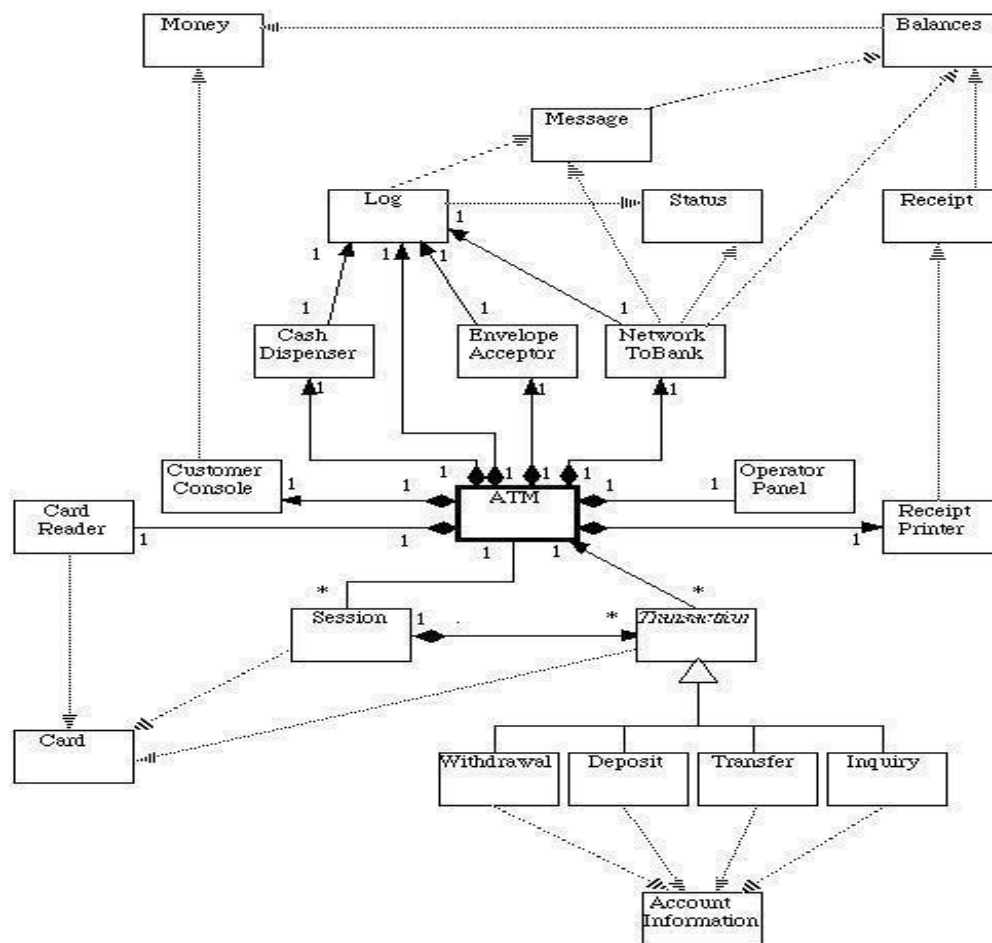 Money
Balances
Message
Log
1
Status
Receipt
1
1
1
1
1
1
Cash
Dispenser
Envelope
Acceptor
Network
ToBank
1
1
1
Customer
Console
1
1
1
1
1
1
ATM
1
1
Operator
Panel
Card
Reader
1
1
1
Receipt
Printer
1
1
*
*
Session
1
*
Transaction
Card
Withdrawal
Deposit
Transfer
Inquiry
Account
Information